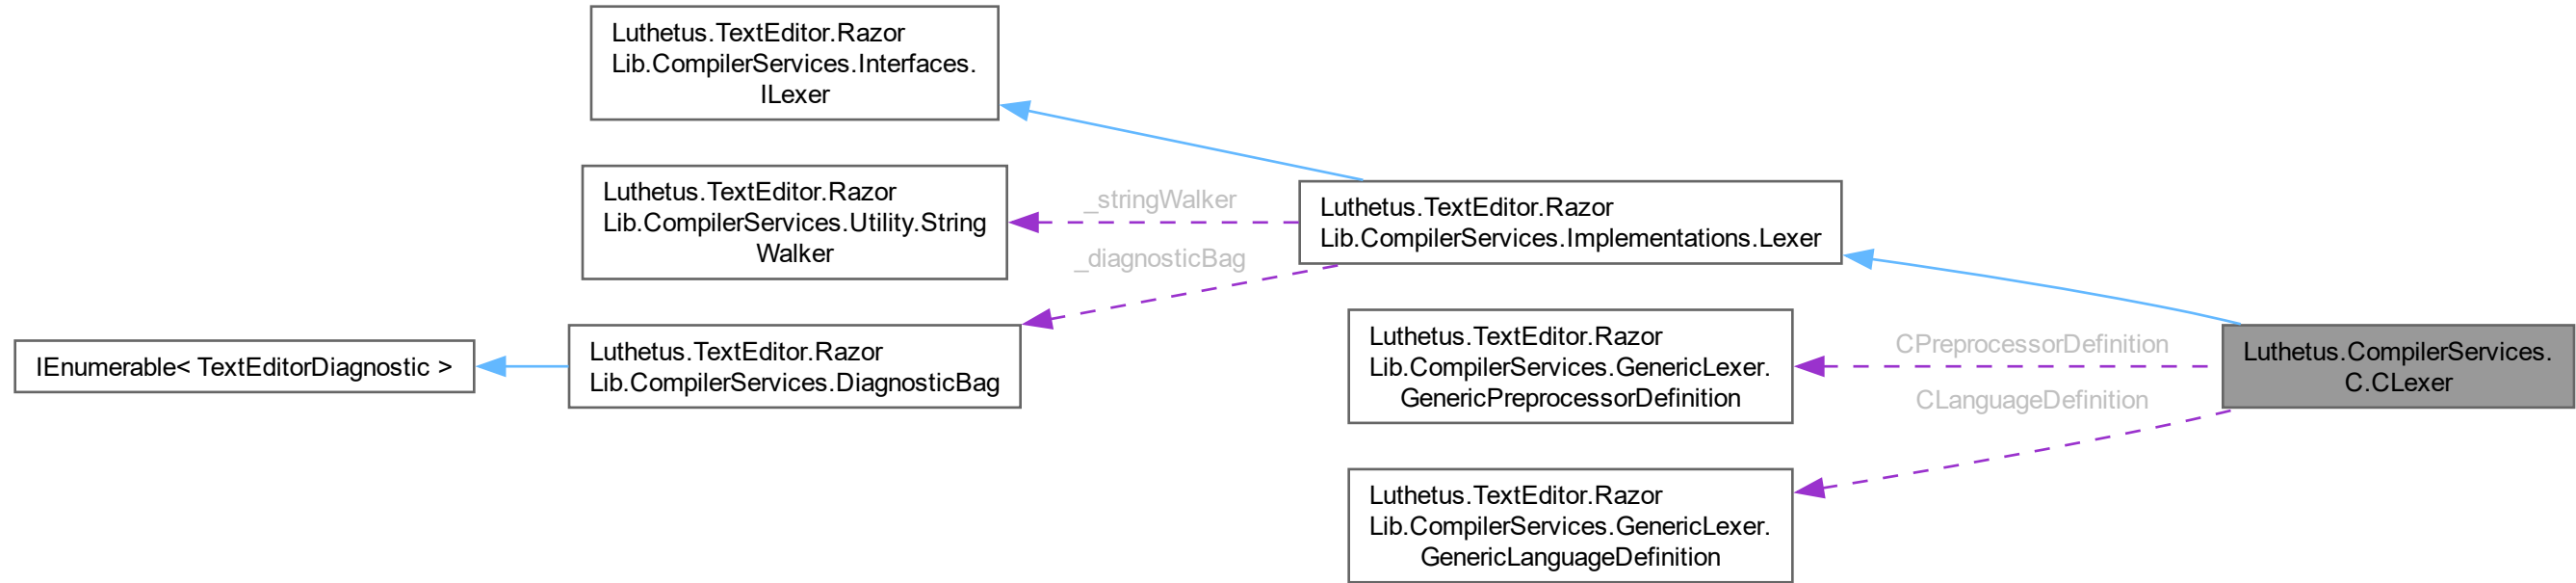 Luthetus.TextEditor.Razor
Lib.CompilerServices.Interfaces.
ILexer
Luthetus.TextEditor.Razor
Lib.CompilerServices.Utility.String
Walker
_stringWalker
Luthetus.TextEditor.Razor
Lib.CompilerServices.Implementations.Lexer
_diagnosticBag
IEnumerable< TextEditorDiagnostic >
Luthetus.TextEditor.Razor
Lib.CompilerServices.DiagnosticBag
Luthetus.TextEditor.Razor
Lib.CompilerServices.GenericLexer.
GenericPreprocessorDefinition
CPreprocessorDefinition
CLanguageDefinition
Luthetus.CompilerServices.
C.CLexer
Luthetus.TextEditor.Razor
Lib.CompilerServices.GenericLexer.
GenericLanguageDefinition